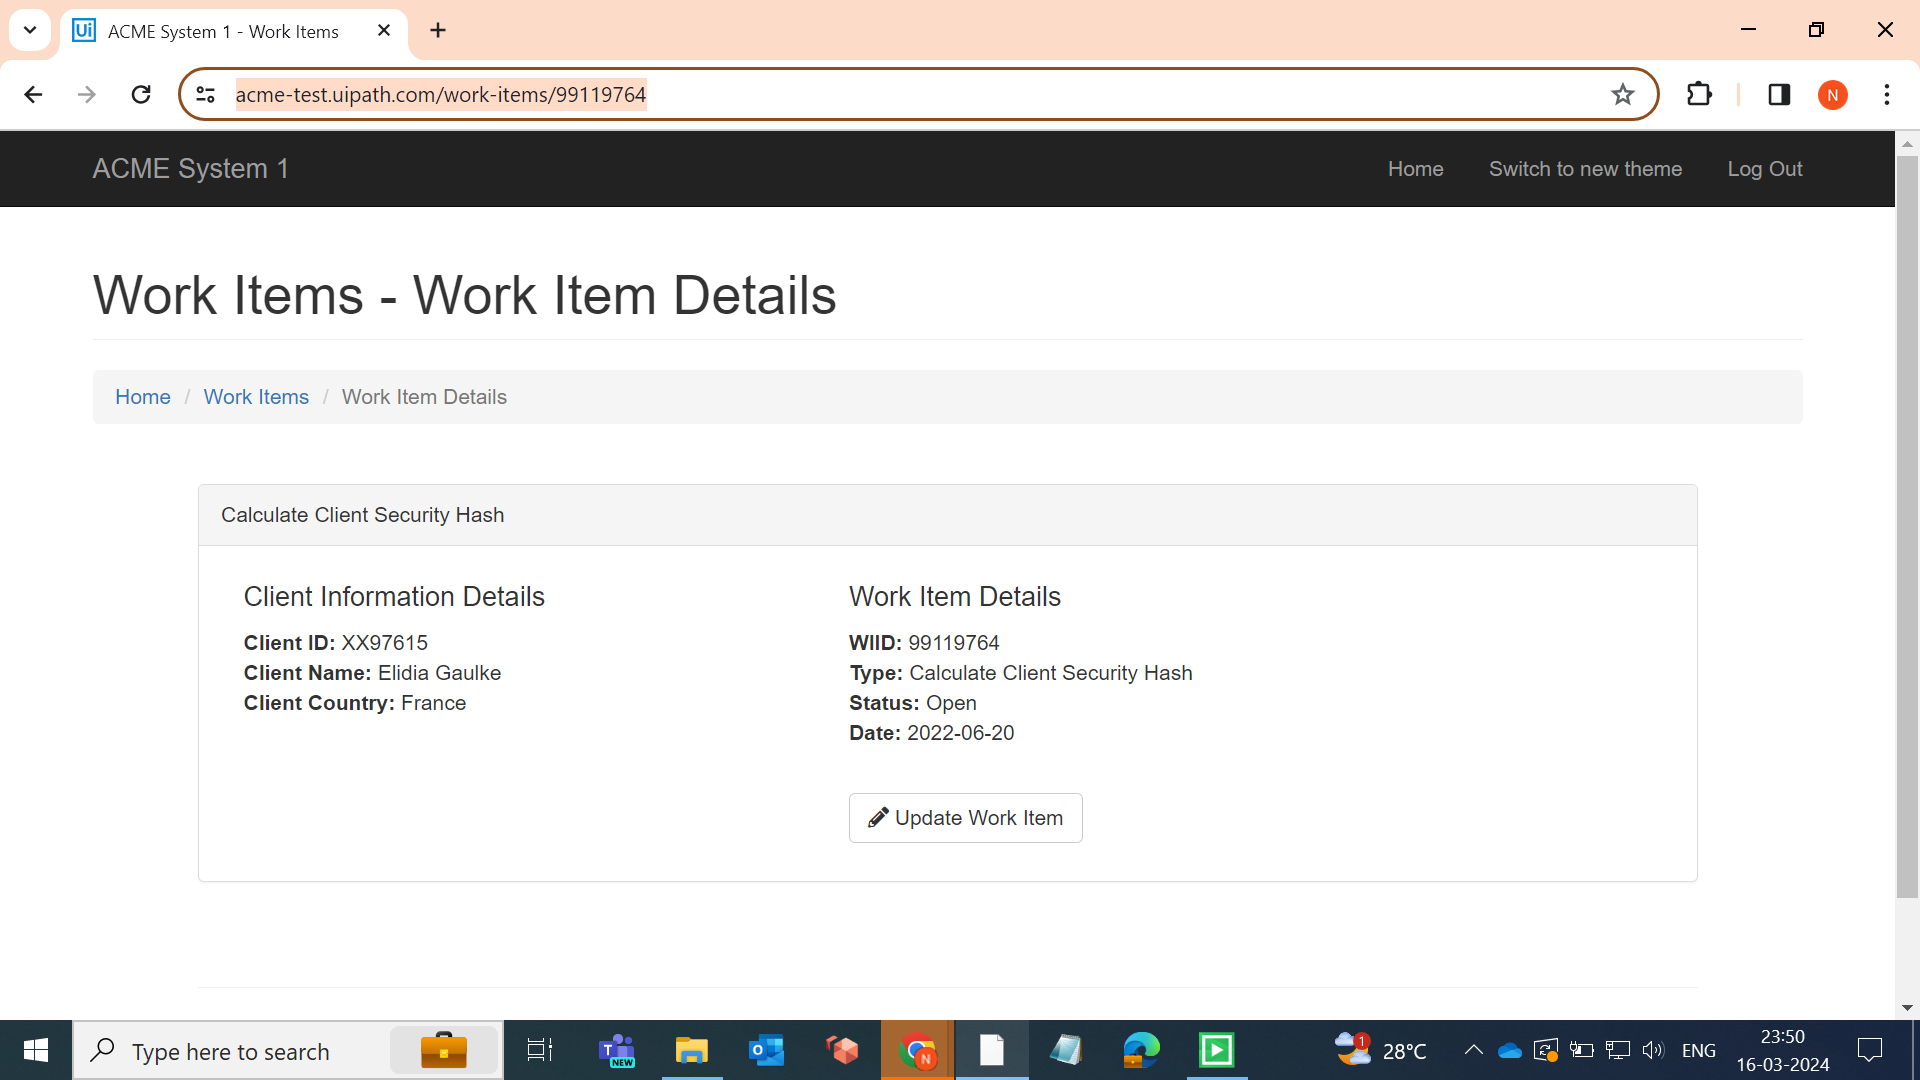 Ui ACME System 1 - Work Items
acme-test.uipath.com/work-items/99119764
N
ACME System 1
Home
Switch to new theme
Log Out
Work Items - Work Item Details
Home / Work Items / Work Item Details
Calculate Client Security Hash
Client Information Details
Client ID: XX97615
Client Name: Elidia Gaulke
Client Country: France
Work Item Details
WIID: 99119764
Type: Calculate Client Security Hash
Status: Open
Date: 2022-06-20
Update Work Item
Type here to search
T
NEW
O
N
1
28°C
ENG
23:50
16-03-2024